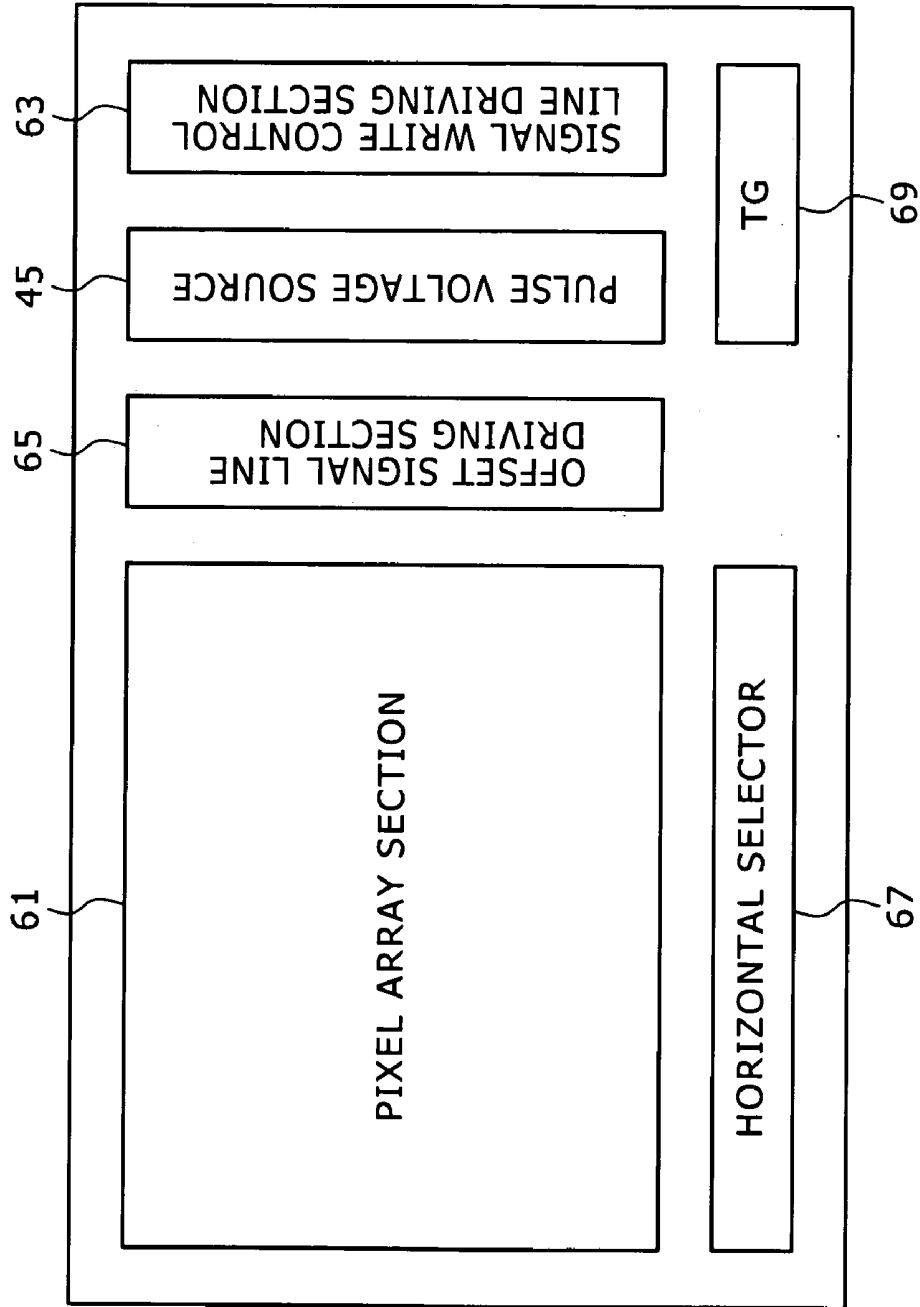 61
65
45
63
PIXEL ARRAY SECTION
OFFSET SIGNAL LINE
DRIVING SECTION
PULSE VOLTAGE SOURCE
SIGNAL WRITE CONTROL
LINE DRIVING SECTION
HORIZONTAL SELECTOR
TG
67
69